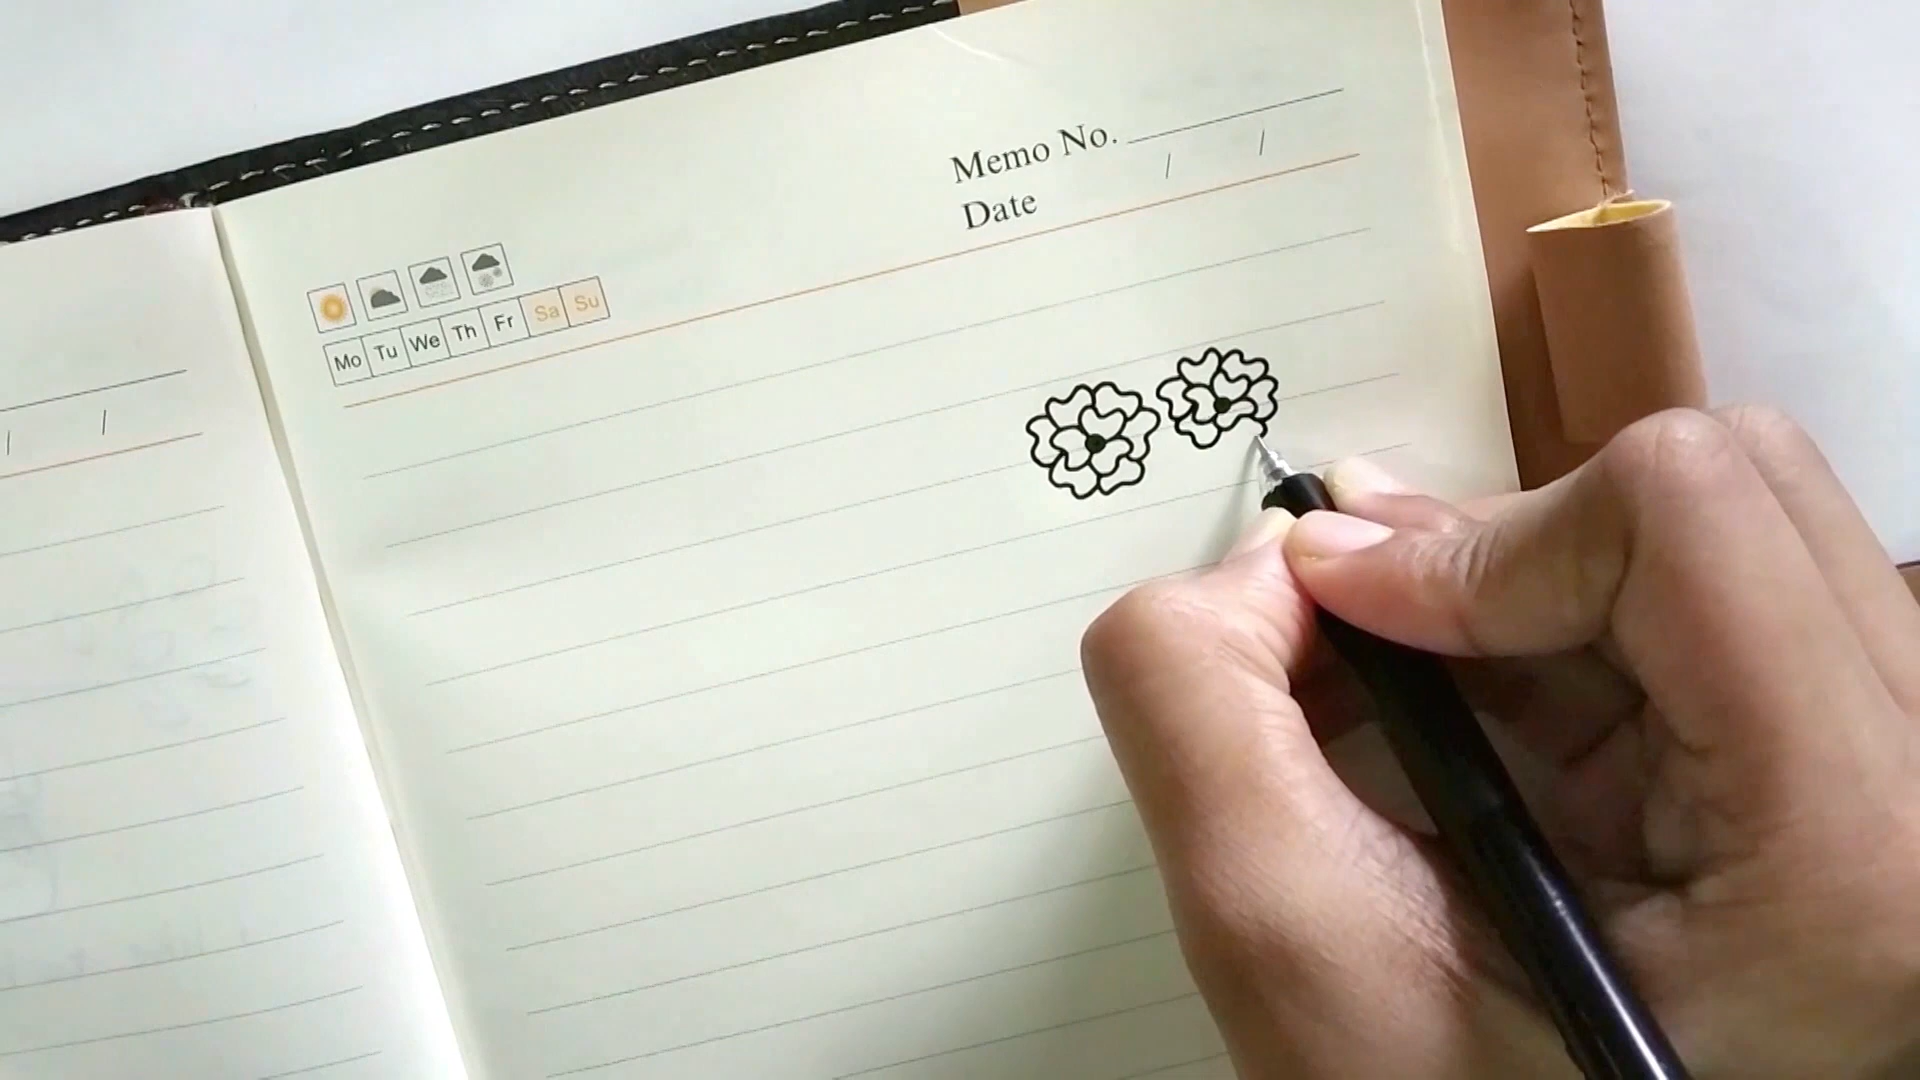 Memo No.
/ /
Date
Mo Tu We Th Fr Sa Su
/ /